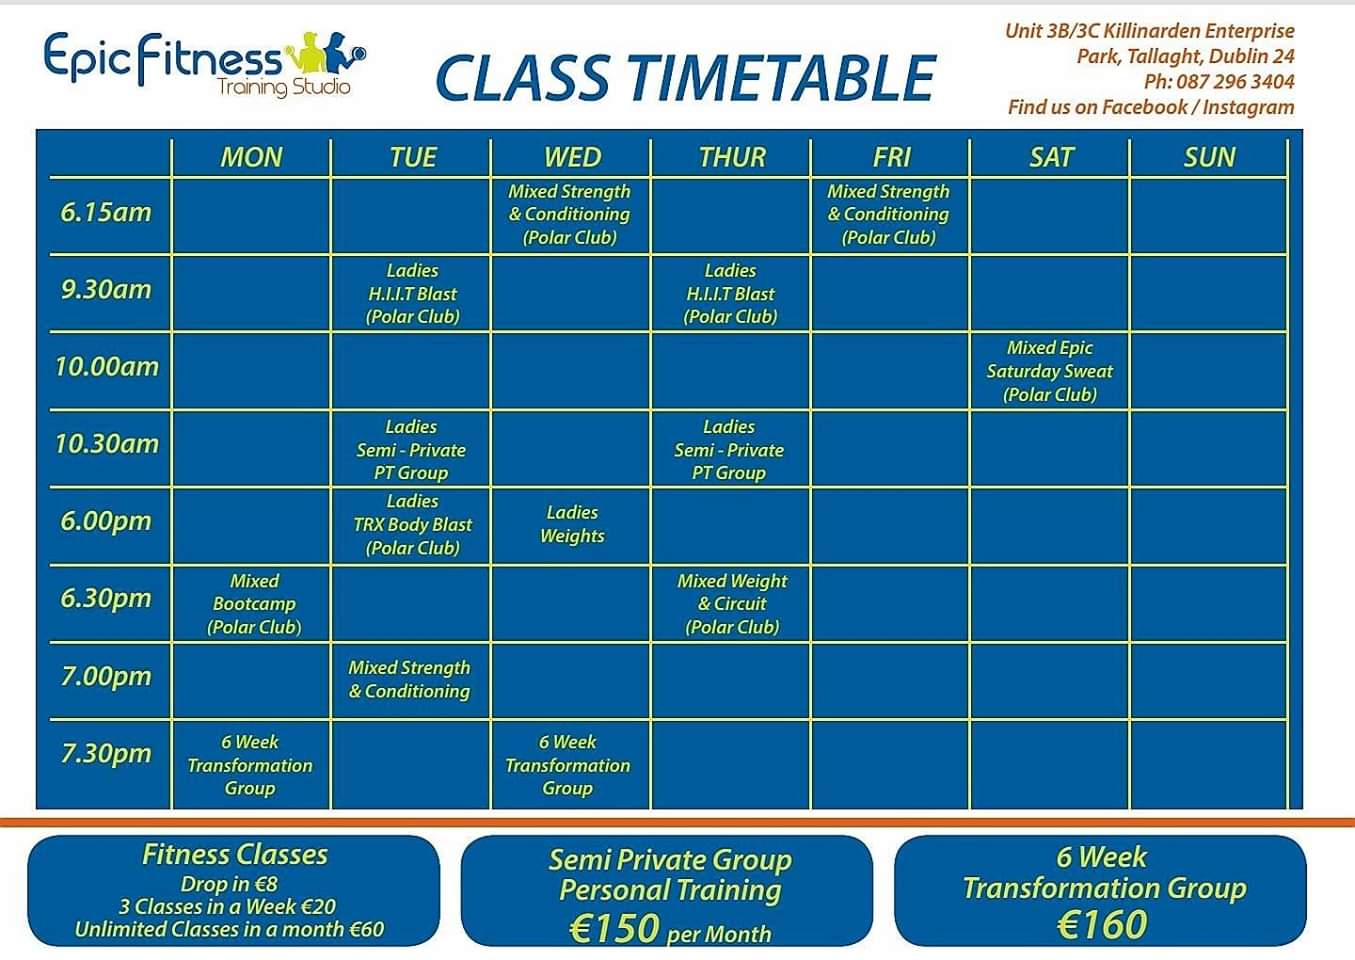 EpicFitness
Training Studio
CLASS TIMETABLE
Unit 3B/3C Killinarden Enterprise
Park, Tallaght, Dublin 24
Ph: 087 296 3404
Find us on Facebook / Instagram
MON TUE WED THUR FRI SAT SUN
6.15am
Mixed Strength
& Conditioning
(Polar Club)
Mixed Strength
& Conditioning
(Polar Club)
9.30am
Ladies
H.I.I.T Blast
(Polar Club)
Ladies
H.I.I.T Blast
(Polar Club)
10.00am
Mixed Epic
Saturday Sweat
(Polar Club)
10.30am
Ladies
Semi - Private
PT Group
Ladies
Semi - Private
PT Group
6.00pm
Ladies
TRX Body Blast
(Polar Club)
Ladies
Weights
6.30pm
Mixed
Bootcamp
(Polar Club)
Mixed Weight
& Circuit
(Polar Club)
7.00pm
Mixed Strength
& Conditioning
7.30pm
6 Week
Transformation
Group
6 Week
Transformation
Group
Fitness Classes
Drop in €8
3 Classes in a Week €20
Unlimited Classes in a month €60
Semi Private Group
Personal Training
€150 per Month
6 Week
Transformation Group
€160